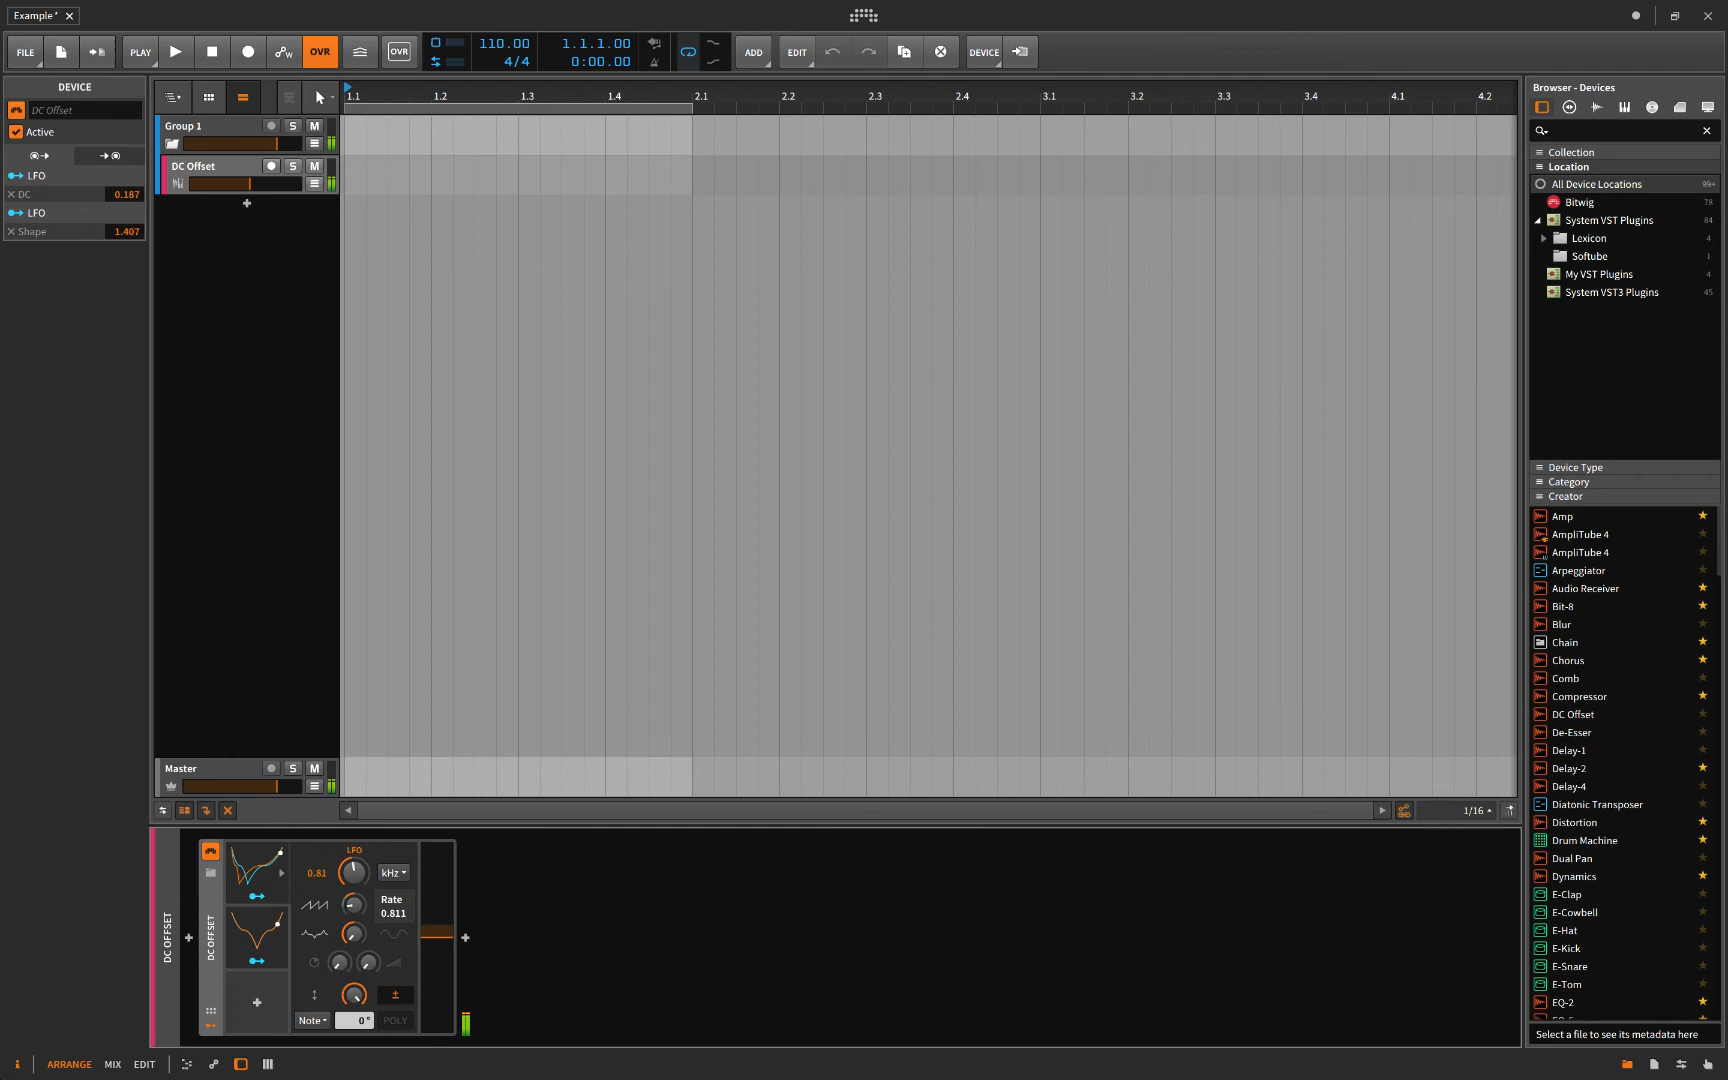 Example*
FILE
PLAY
OVR
OVR
110.00
4/4
1.1.1.00
0:00.00
ADD
EDIT
DEVICE
DEVICE
DC Offset
Active
LFO
DC 0.187
LFO
Shape 1.407
1.1 1.2 1.3 1.4 2.1 2.2 2.3 2.4 3.1 3.2 3.3 3.4 4.1 4.2
Group 1 S M
DC Offset S M
Master S M
1/16
DC OFFSET
DC OFFSET
LFO
0.81
kHz
Rate
0.811
±
Note
0°
POLY
Browser - Devices
Collection
Location
All Device Locations 99+
Bitwig 78
System VST Plugins 84
Lexicon 4
Softube 1
My VST Plugins 4
System VST3 Plugins 45
Device Type
Category
Creator
Amp
AmpliTube 4
AmpliTube 4
Arpeggiator
Audio Receiver
Bit-8
Blur
Chain
Chorus
Comb
Compressor
DC Offset
De-Esser
Delay-1
Delay-2
Delay-4
Diatonic Transposer
Distortion
Drum Machine
Dual Pan
Dynamics
E-Clap
E-Cowbell
E-Hat
E-Kick
E-Snare
E-Tom
EQ-2
Select a file to see its metadata here
i
ARRANGE
MIX
EDIT